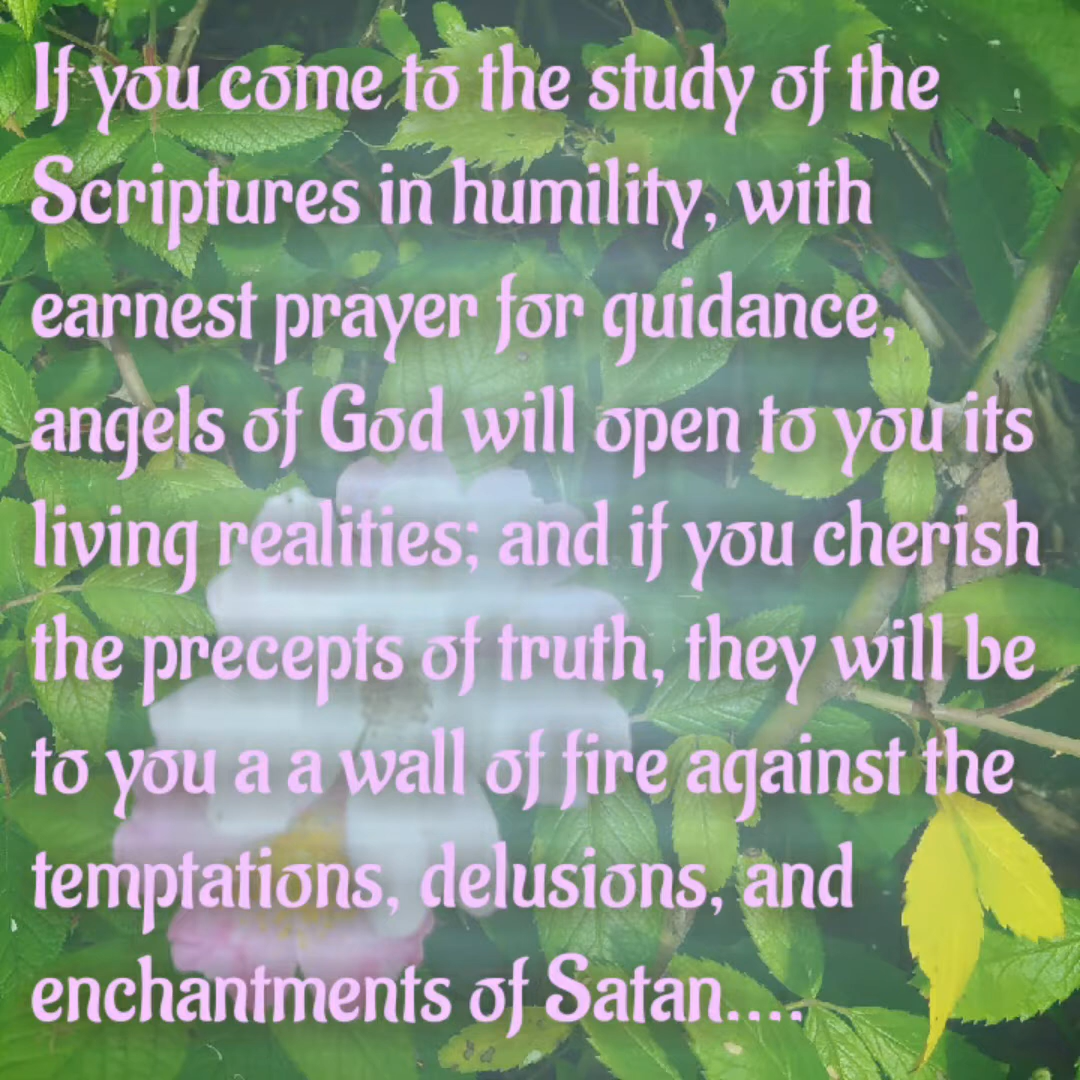 If you come to the study of the
Scriptures in humility, with
earnest prayer for guidance,
angels of God will open to you its
living realities; and if you cherish
the precepts of truth, they will be
to you a a wall of fire against the
temptations, delusions, and
enchantments of Satan....